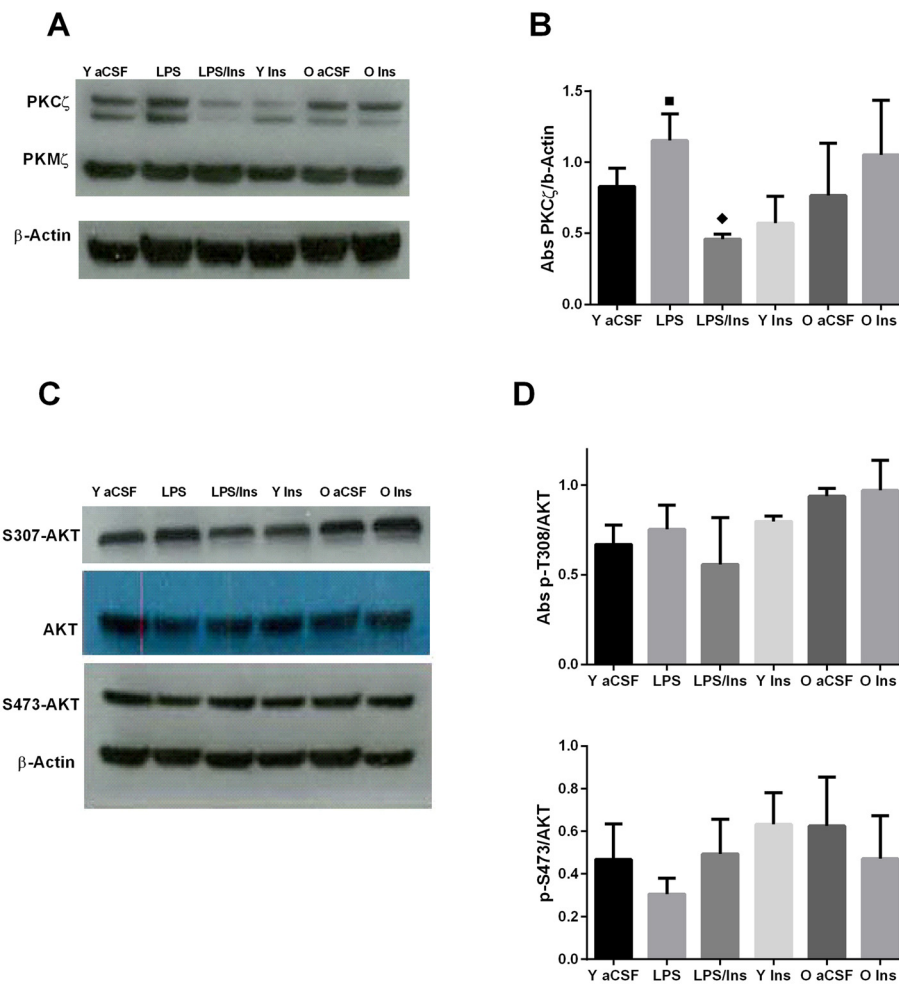 A
Y aCSF LPS LPS/Ins Y Ins O aCSF O Ins
PKCζ
PKMζ
β-Actin
B
Abs PKCζ/b-Actin
1.5
1.0
0.5
0.0
Y aCSF LPS LPS/Ins Y Ins O aCSF O Ins
C
Y aCSF LPS LPS/Ins Y Ins O aCSF O Ins
S307-AKT
AKT
S473-AKT
β-Actin
D
Abs p-T308/AKT
1.0
0.5
0.0
Y aCSF LPS LPS/Ins Y Ins O aCSF O Ins
p-S473/AKT
1.0
0.8
0.6
0.4
0.2
0.0
Y aCSF LPS LPS/Ins Y Ins O aCSF O Ins